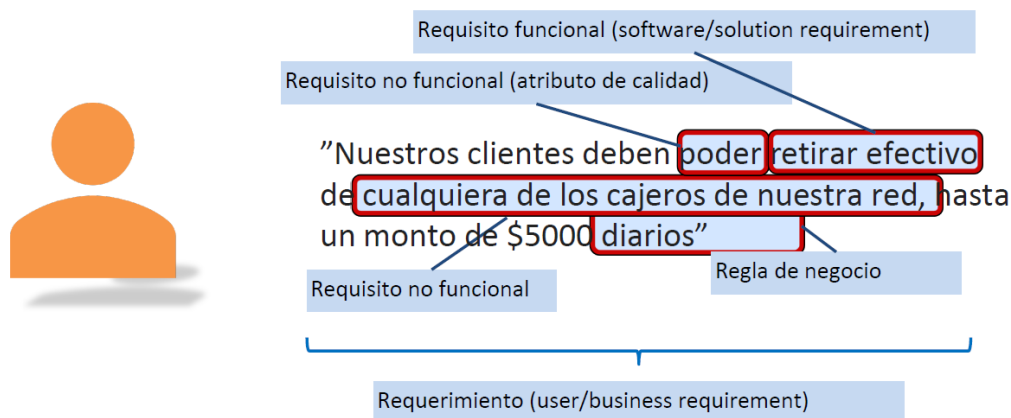 Requisito funcional (software/solution requirement)
Requisito no funcional (atributo de calidad)
”Nuestros clientes deben poder retirar efectivo
de cualquiera de los cajeros de nuestra red, hasta
un monto de $5000 diarios”
Regla de negocio
Requisito no funcional
Requerimiento (user/business requirement)